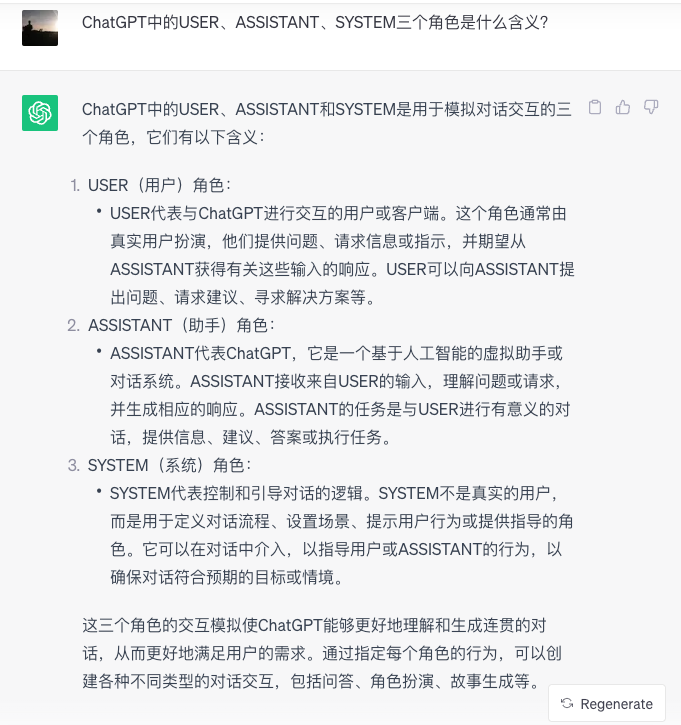 ChatGPT中的USER、ASSISTANT、SYSTEM三个角色是什么含义?
ChatGPT中的USER、ASSISTANT和SYSTEM是用于模拟对话交互的三
个角色，它们有以下含义：
1. USER（用户）角色：
• USER代表与ChatGPT进行交互的用户或客户端。这个角色通常由
真实用户扮演，他们提供问题、请求信息或指示，并期望从
ASSISTANT获得有关这些输入的响应。USER可以向ASSISTANT提
出问题、请求建议、寻求解决方案等。
2. ASSISTANT（助手）角色：
• ASSISTANT代表ChatGPT，它是一个基于人工智能的虚拟助手或
对话系统。ASSISTANT接收来自USER的输入，理解问题或请求，
并生成相应的响应。ASSISTANT的任务是与USER进行有意义的对
话，提供信息、建议、答案或执行任务。
3. SYSTEM（系统）角色：
• SYSTEM代表控制和引导对话的逻辑。SYSTEM不是真实的用户，
而是用于定义对话流程、设置场景、提示用户行为或提供指导的角
色。它可以在对话中介入，以指导用户或ASSISTANT的行为，以
确保对话符合预期的目标或情境。
这三个角色的交互模拟使ChatGPT能够更好地理解和生成连贯的对
话，从而更好地满足用户的需求。通过指定每个角色的行为，可以创
建各种不同类型的对话交互，包括问答、角色扮演、故事生成等。
Regenerate